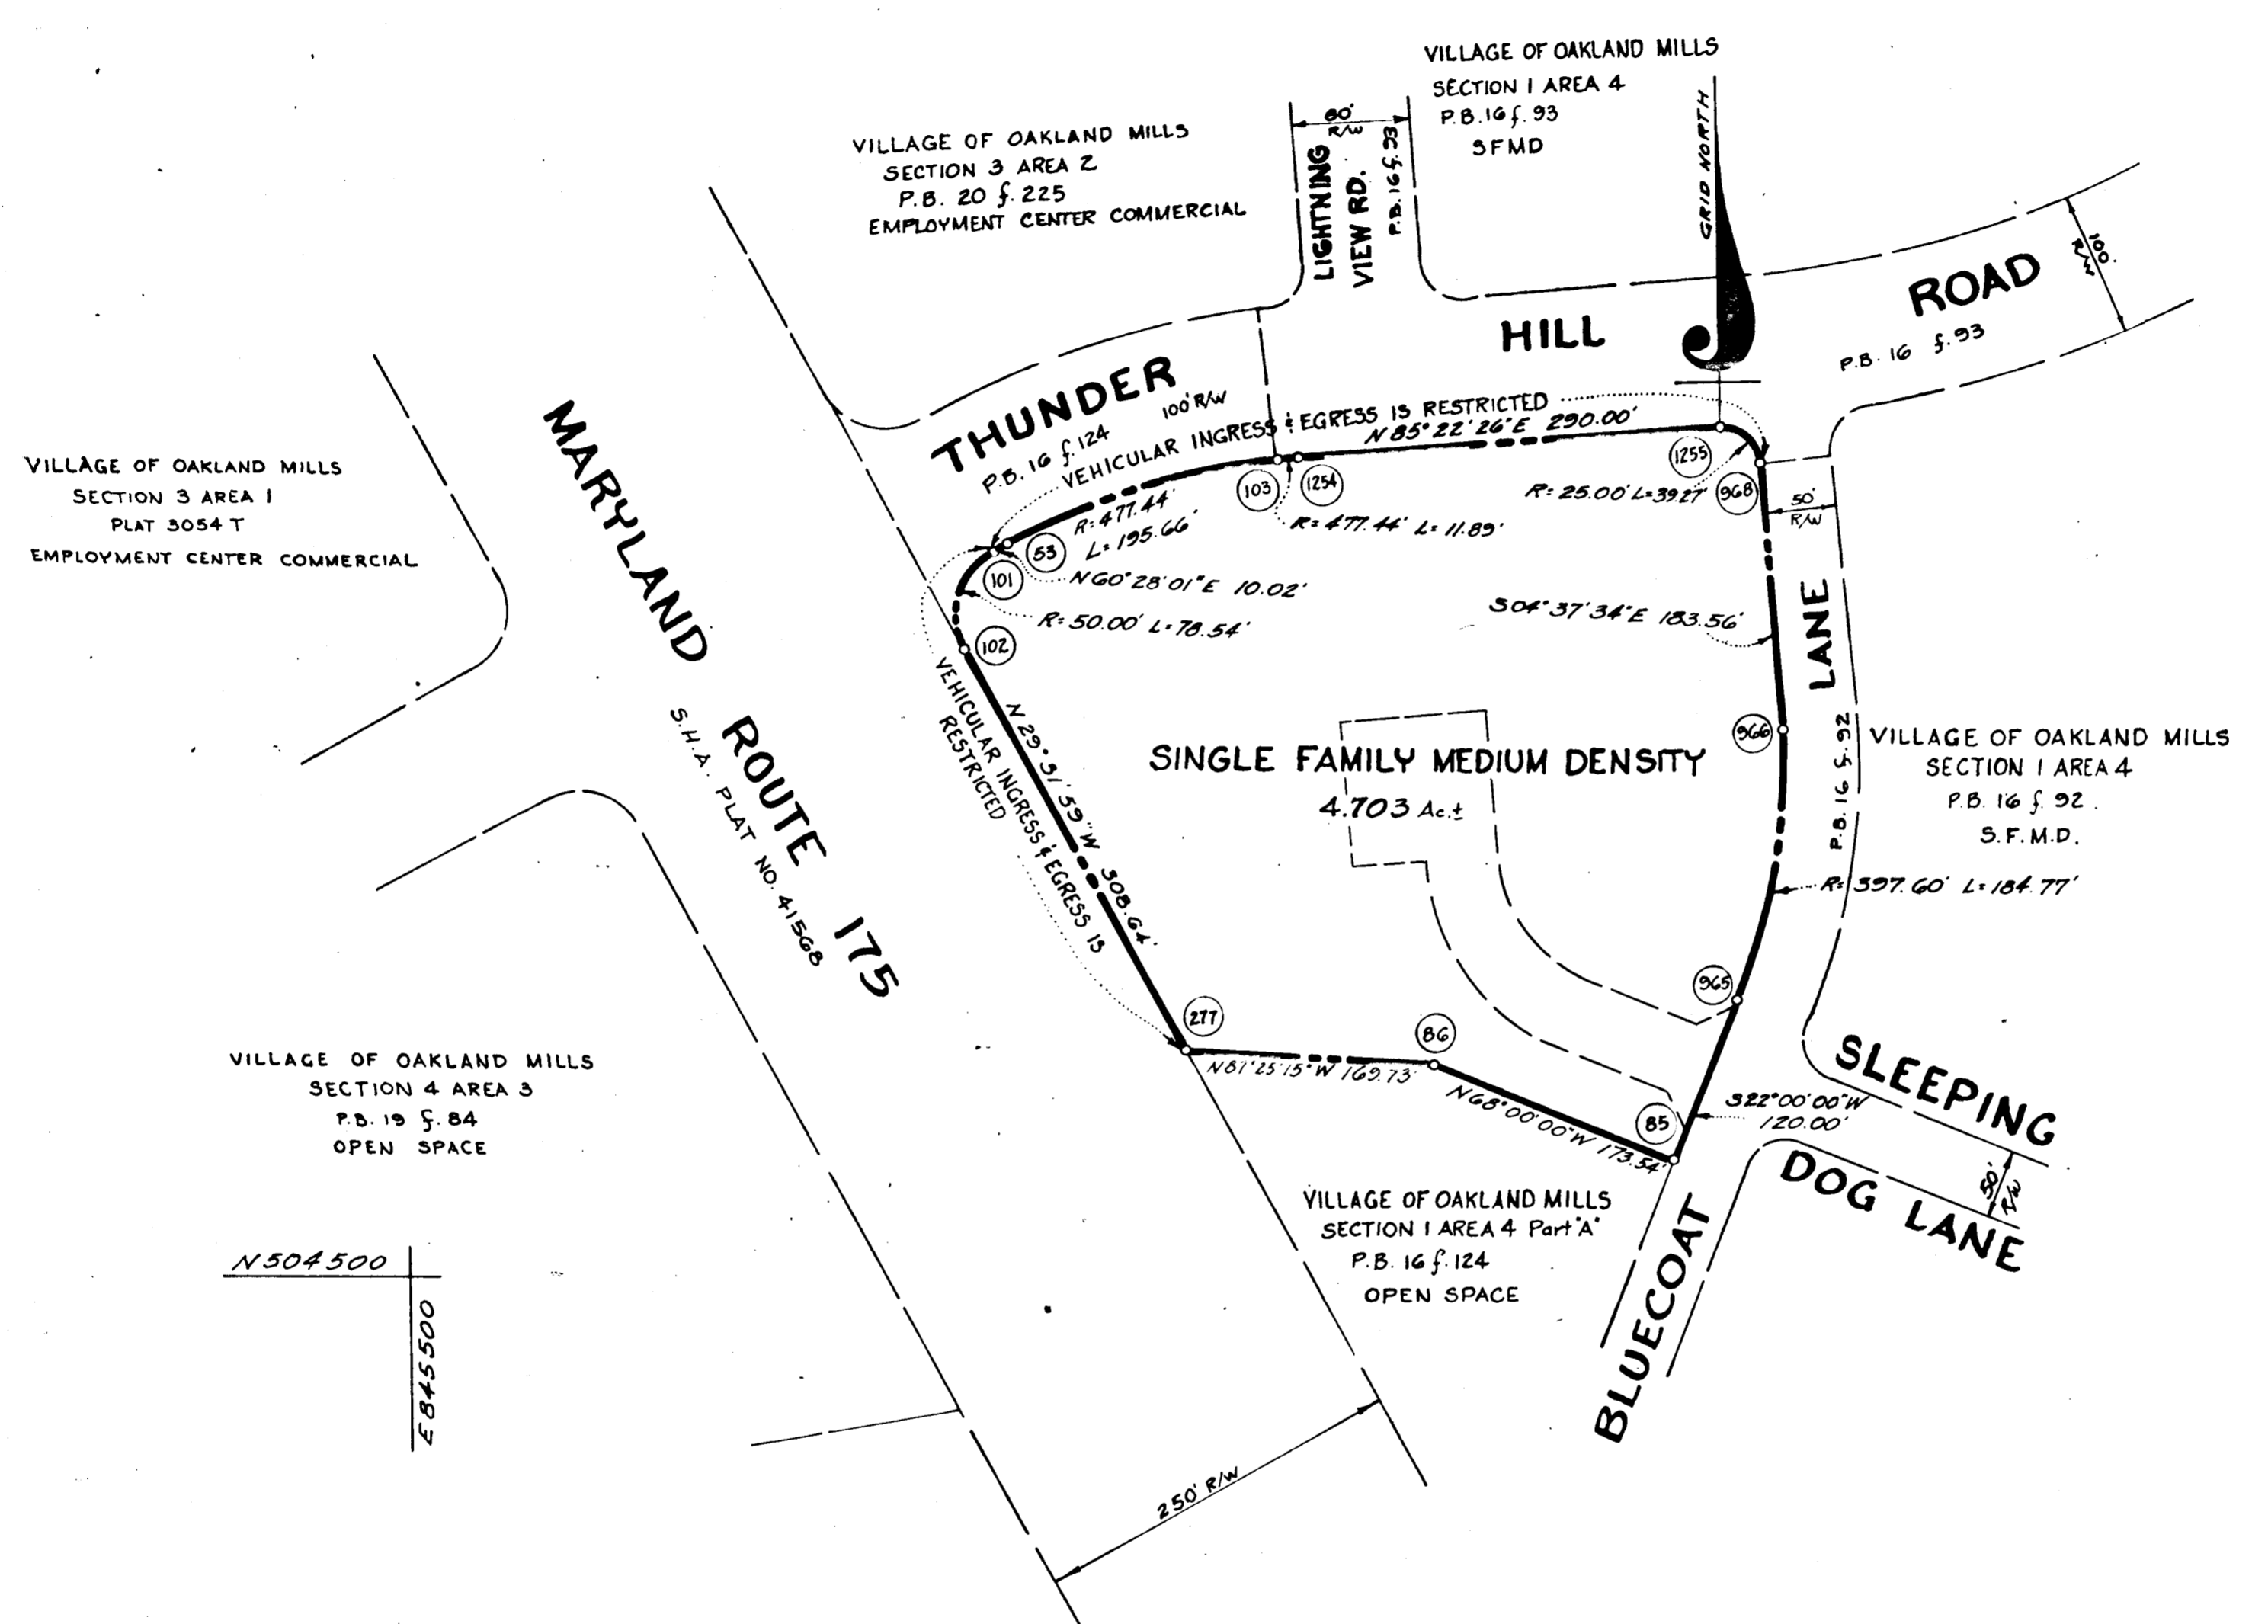 VILLAGE OF OAKLAND MILLS
SECTION 1 AREA 4
P.B. 16 f. 93
SFMD
GRID NORTH
VILLAGE OF OAKLAND MILLS
SECTION 3 AREA 2
P.B. 20 f. 225
EMPLOYMENT CENTER COMMERCIAL
R/W
LIGHTNING
VIEW RD.
P.B. 16 f. 93
THUNDER
HILL
ROAD
100'
R/W
P.B. 16 f. 93
100' R/W
P.B. 16 f. 124
VEHICULAR INGRESS & EGRESS IS RESTRICTED
N 85° 22' 26" E 290.00'
1255
968
R= 25.00' L=39.27'
50'
R/W
103
1254
R= 477.44' L= 11.89'
R= 477.44'
L= 195.66'
53
101
N 60° 28' 01" E 10.02'
R= 50.00' L= 78.54'
102
S 04° 37' 34" E 183.56'
VILLAGE OF OAKLAND MILLS
SECTION 3 AREA 1
PLAT 3054 T
EMPLOYMENT CENTER COMMERCIAL
MARYLAND ROUTE 175
S.H.A. PLAT NO. 41568
VEHICULAR INGRESS & EGRESS IS
RESTRICTED
N 29° 31' 59" W 308.64'
SINGLE FAMILY MEDIUM DENSITY
4.703 Ac.±
966
LANE
P.B. 16 f. 92
VILLAGE OF OAKLAND MILLS
SECTION 1 AREA 4
P.B. 16 f. 92.
S.F.M.D.
R= 397.60' L= 184.77'
965
277
86
N 87° 25' 15" W 169.73'
N 68° 00' 00" W 173.54'
85
S 22° 00' 00" W
120.00'
SLEEPING
DOG LANE
50'
R/W
BLUECOAT
VILLAGE OF OAKLAND MILLS
SECTION 1 AREA 4 Part "A"
P.B. 16 f. 124
OPEN SPACE
VILLAGE OF OAKLAND MILLS
SECTION 4 AREA 3
P.B. 19 f. 84
OPEN SPACE
N 504500
E 845500
250' R/W